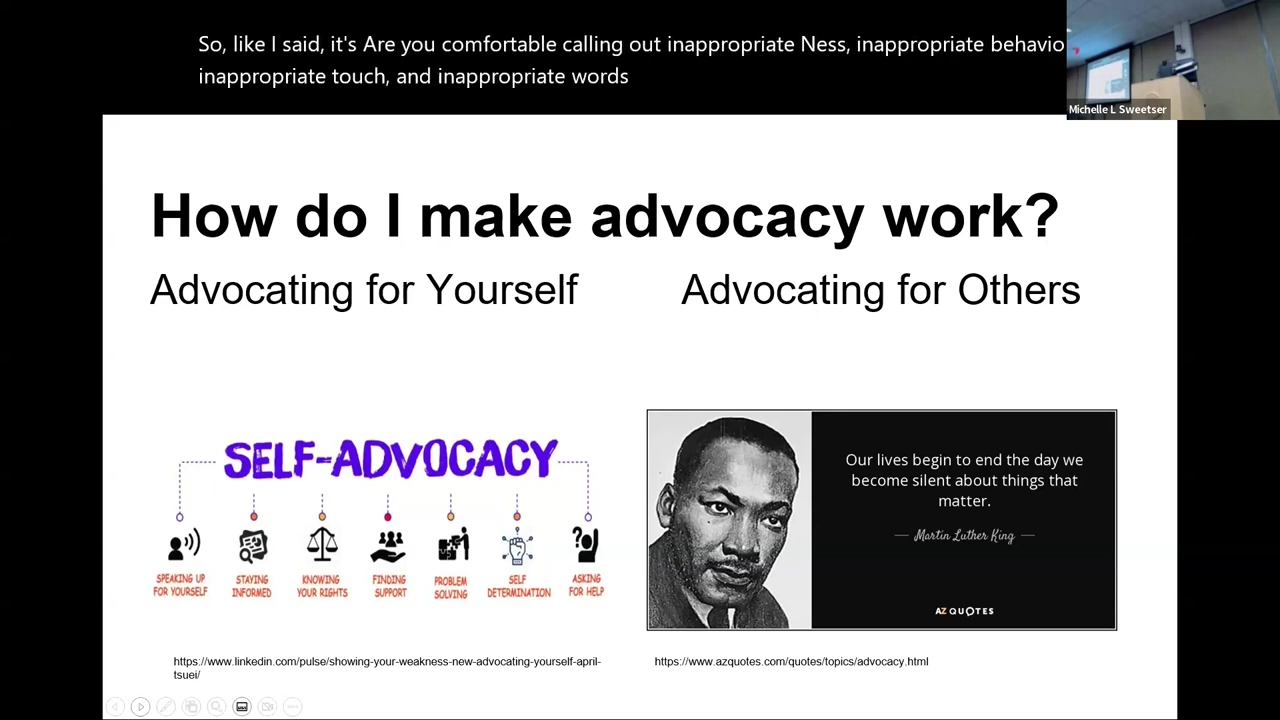 So, like I said, it's Are you comfortable calling out inappropriate Ness, inappropriate behavio
inappropriate touch, and inappropriate words
Michelle L Sweetser
How do I make advocacy work?
Advocating for Yourself
Advocating for Others
SELF-ADVOCACY
SPEAKING UP
FOR YOURSELF
STAYING
INFORMED
KNOWING
YOUR RIGHTS
FINDING
SUPPORT
PROBLEM
SOLVING
SELF
DETERMINATION
ASKING
FOR HELP
Our lives begin to end the day we
become silent about things that
matter.
Martin Luther King
AZ QUOTES
https://www.linkedin.com/pulse/showing-your-weakness-new-advocating-yourself-april-
tsuei/
https://www.azquotes.com/quotes/topics/advocacy.html